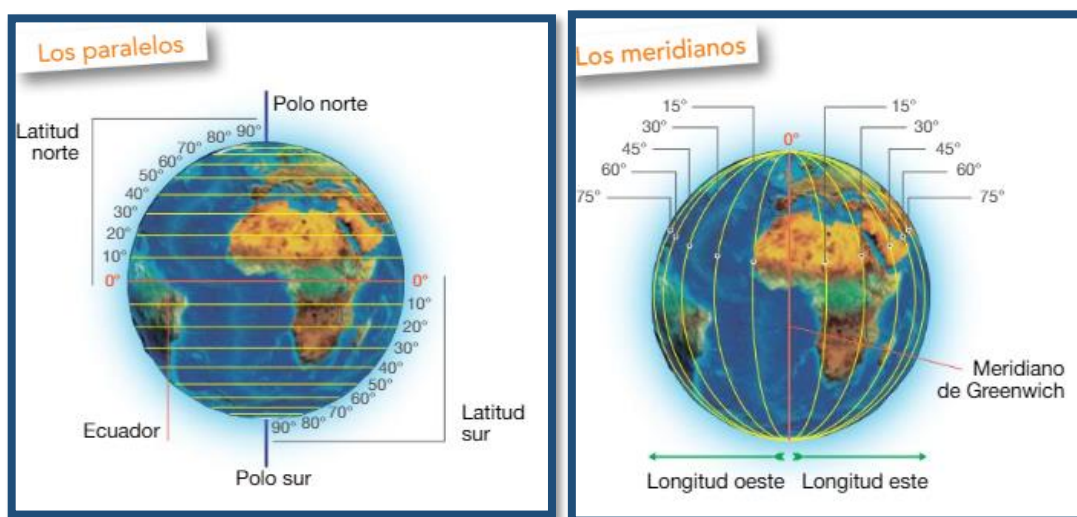 Los paralelos
Polo norte
Latitud
norte
90°
80°
70°
60°
50°
40°
30°
20°
10°
0°
0°
10°
20°
30°
40°
50°
60°
70°
80°
90°
Ecuador
Latitud
sur
Polo sur
Los meridianos
15°
30°
45°
60°
75°
0°
15°
30°
45°
60°
75°
Meridiano
de Greenwich
Longitud oeste
Longitud este